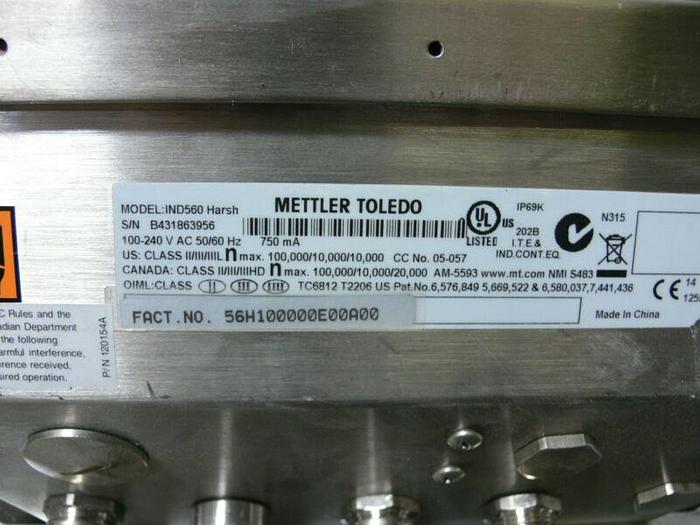 MODEL:IND560 Harsh
METTLER TOLEDO
S/N B431863956
100-240 V AC 50/60 Hz 750 mA
US: CLASS II/III/IIIL n max. 100,000/10,000/10,000 CC No. 05-057
CANADA: CLASS II/III/IIIHD n max. 100,000/10,000/20,000 AM-5593 www.mt.com NMI S483
OIML:CLASS II III IIII TC6812 T2206 US Pat.No.6,576,849 5,669,522 & 6,580,037,7,441,436
FACT.NO. 56H100000E00A00
UL US
LISTED
IP69K
202B
I.T.E.&
IND.CONT.EQ.
N315
CE 14
Made In China
C Rules and the
adian Department
the following
armful interference,
rence received,
sired operation.
P/N 120154A